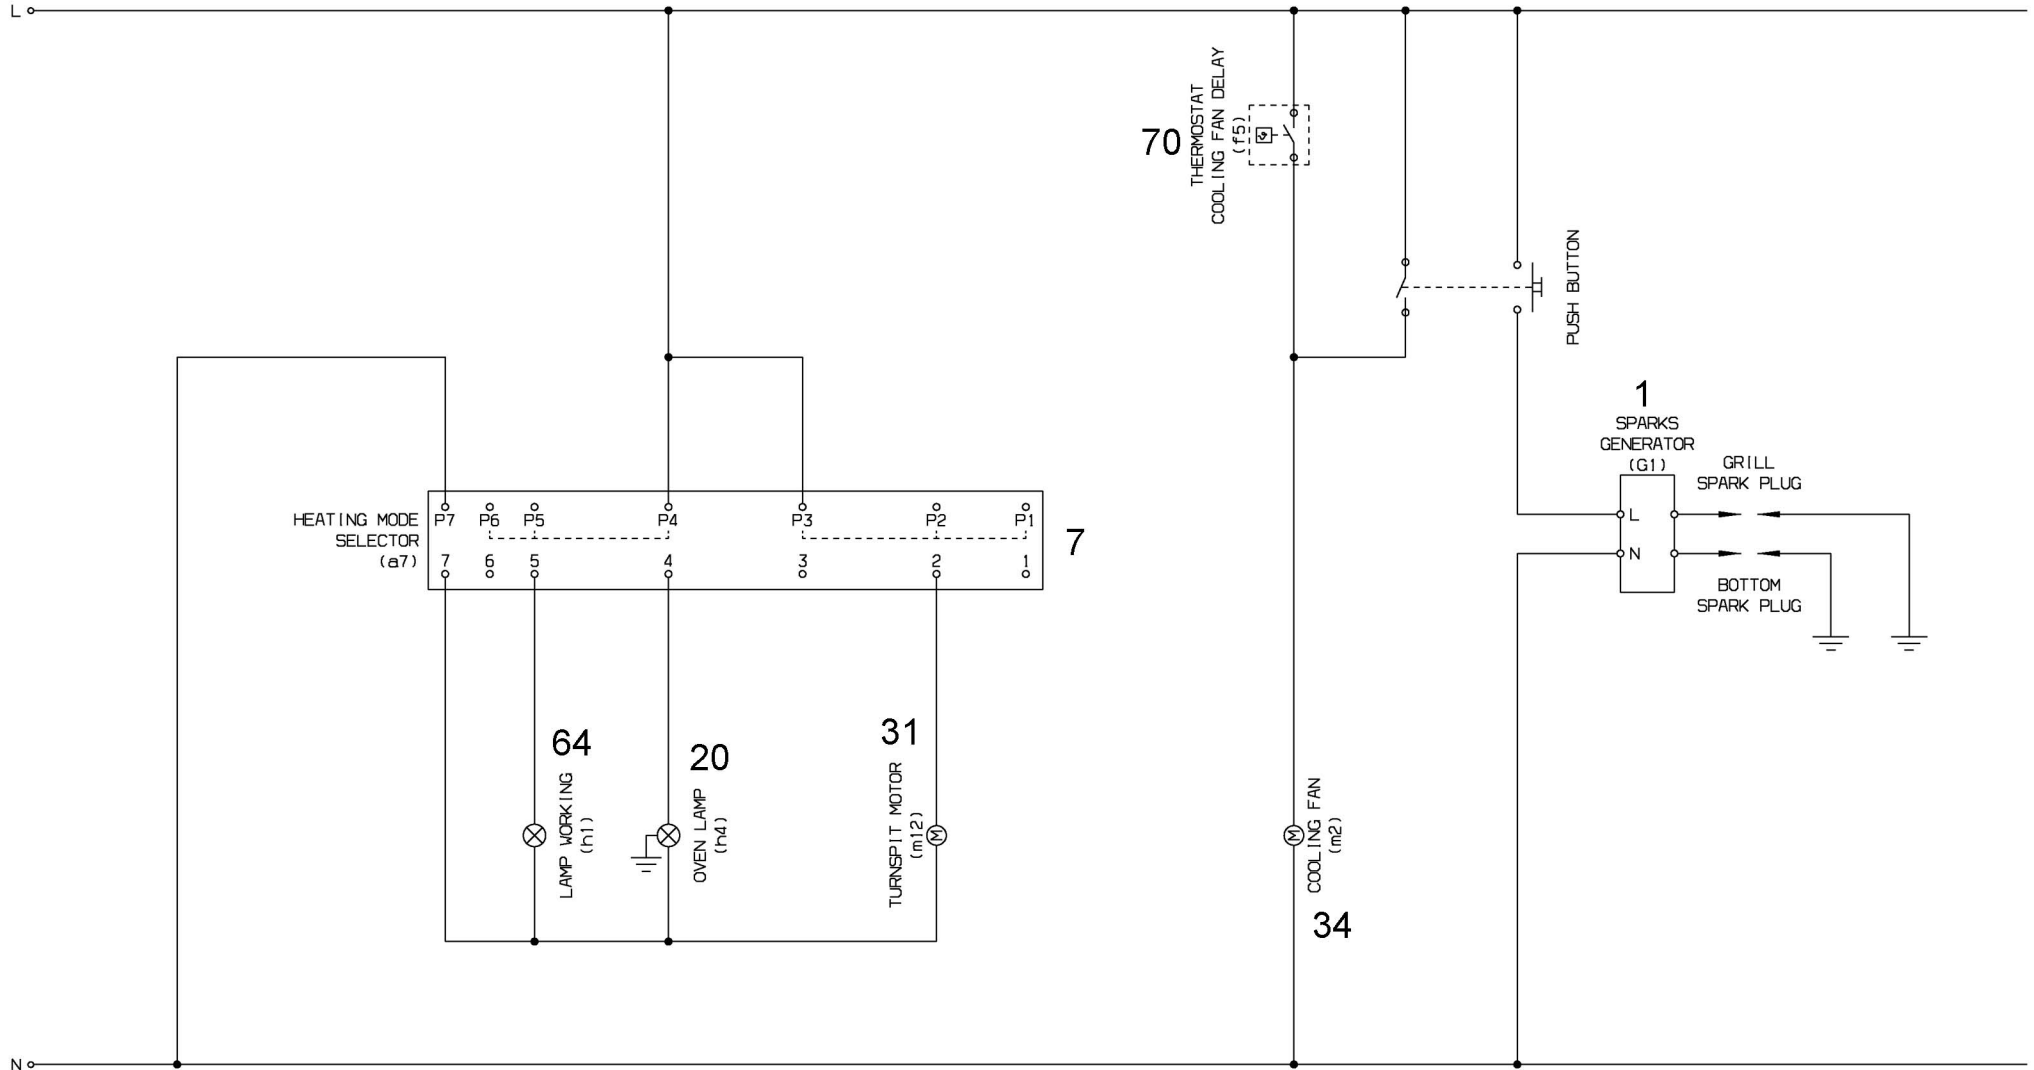 L
THERMOSTAT
COOLING FAN DELAY
(f5)
70
PUSH BUTTON
1
SPARKS
GENERATOR
(G1)
GRILL
SPARK PLUG
L
N
BOTTOM
SPARK PLUG
HEATING MODE
SELECTOR
(a7)
P7 P6 P5 P4 P3 P2 P1
7 6 5 4 3 2 1
7
64
LAMP WORKING
(h1)
20
OVEN LAMP
(h4)
31
TURNSPIT MOTOR
(m12)
M
M
COOLING FAN
(m2)
34
N